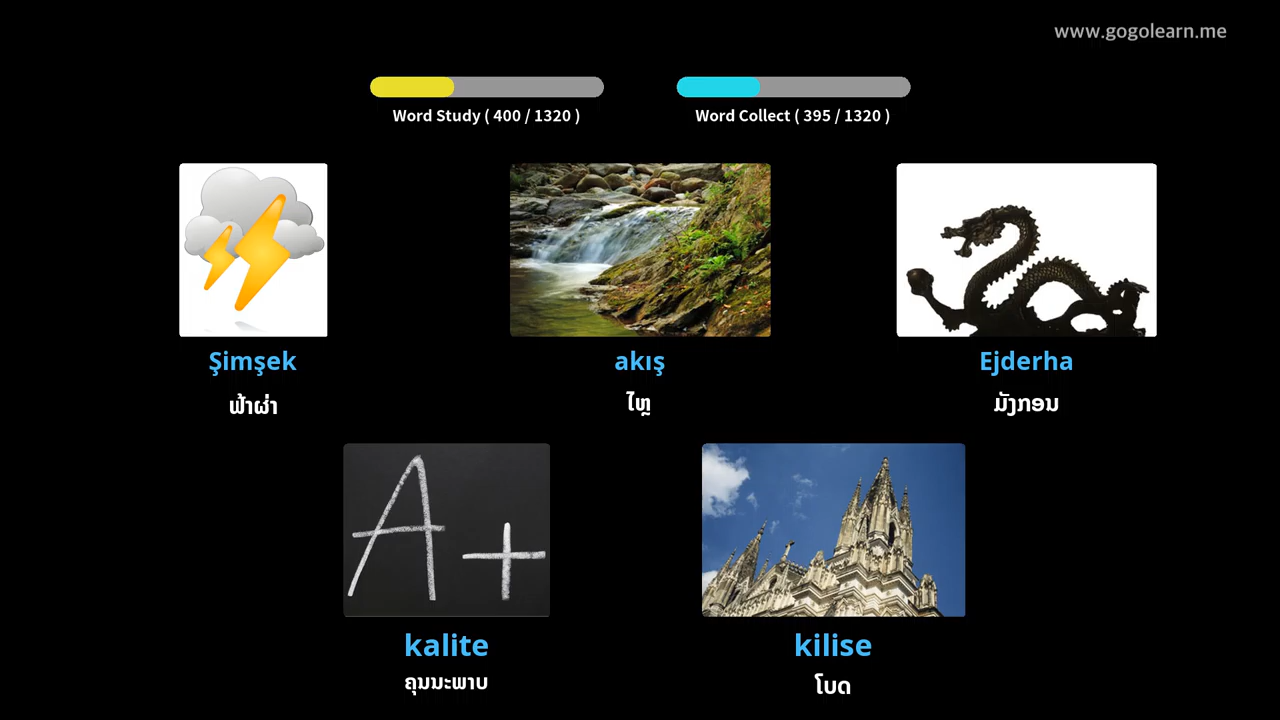 www.gogolearn.me
Word Study ( 400 / 1320 )
Word Collect ( 395 / 1320 )
Şimşek
ຟ້າຜ່າ
akış
ໄຫຼ
Ejderha
ມັງກອນ
A+
kalite
ຄຸນນະພາບ
kilise
ໂບດ